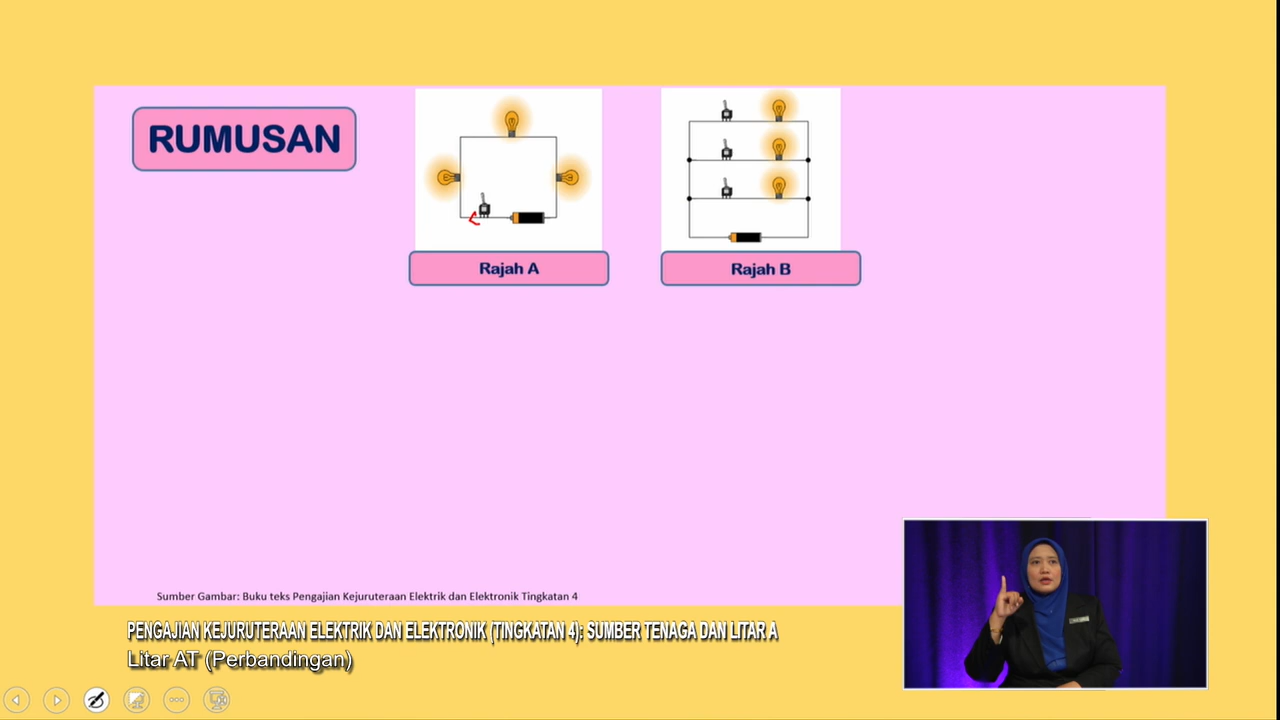 RUMUSAN
Rajah A
Rajah B
Sumber Gambar: Buku teks Pengajian Kejuruteraan Elektrik dan Elektronik Tingkatan 4
PENGAJIAN KEJURUTERAAN ELEKTRIK DAN ELEKTRONIK (TINGKATAN 4): SUMBER TENAGA DAN LITAR A
Litar AT (Perbandingan)